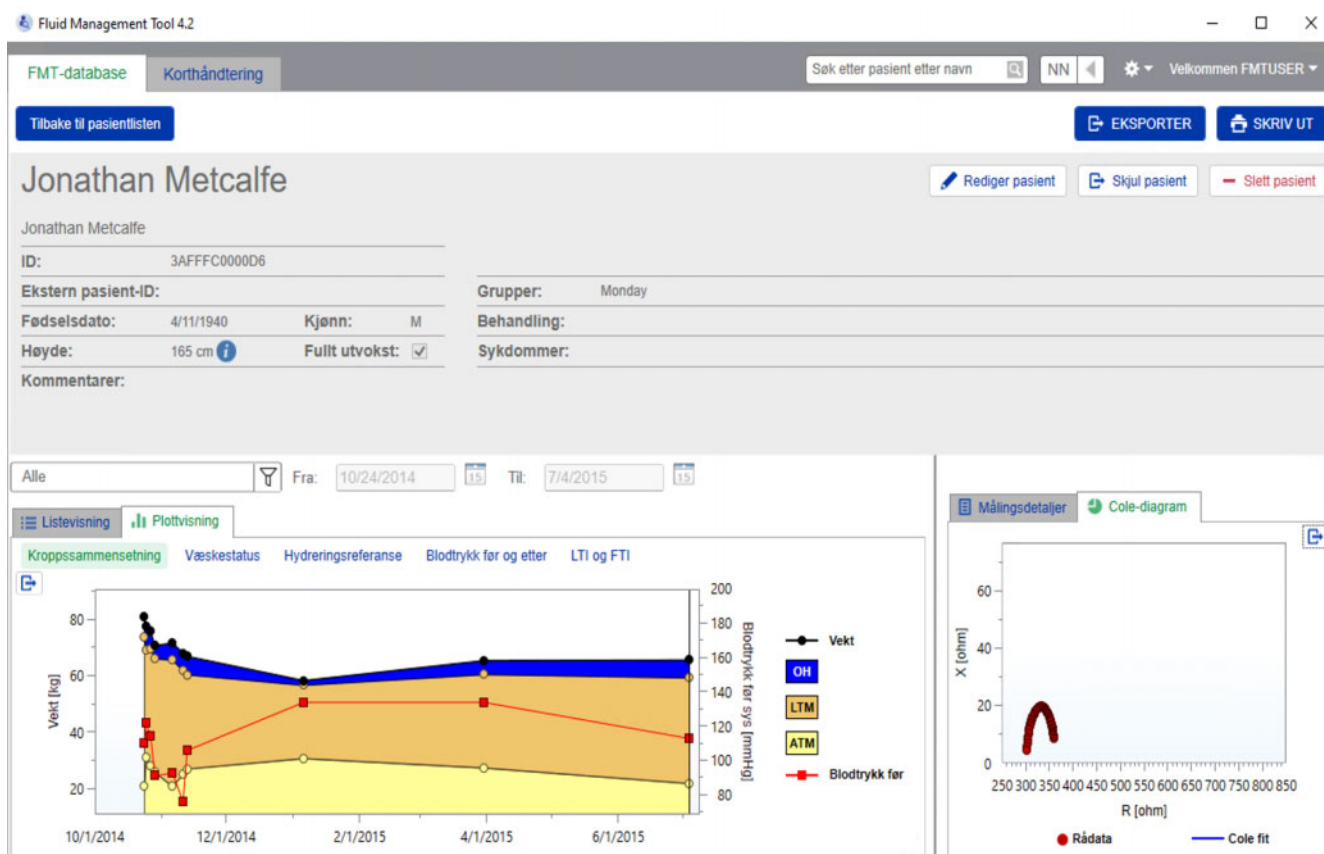 Fluid Management Tool 4.2
FMT-database Korthåndtering Søk etter pasient etter navn NN Velkommen FMTUSER
Tilbake til pasientlisten EKSPORTER SKRIV UT
Jonathan Metcalfe Rediger pasient Skjul pasient Slett pasient
Jonathan Metcalfe
ID: 3AFFFC0000D6
Ekstern pasient-ID: Grupper: Monday
Fødselsdato: 4/11/1940 Kjønn: M Behandling:
Høyde: 165 cm i Fullt utvokst: Sykdommer:
Kommentarer:
Alle Fra: 10/24/2014 15 Til: 7/4/2015 15
Listevisning Plottvisning
Målingsdetaljer Cole-diagram
Kroppssammensetning Væskestatus Hydreringsreferanse Blodtrykk før og etter LTI og FTI
Vekt [kg]
80
60
40
20
10/1/2014 12/1/2014 2/1/2015 4/1/2015 6/1/2015
200
180
160
140
120
100
80
Blodtrykk før sys [mmHg]
Vekt
OH
LTM
ATM
Blodtrykk før
X [ohm]
60
40
20
0
250 300 350 400 450 500 550 600 650 700 750 800 850
R [ohm]
Rådata Cole fit